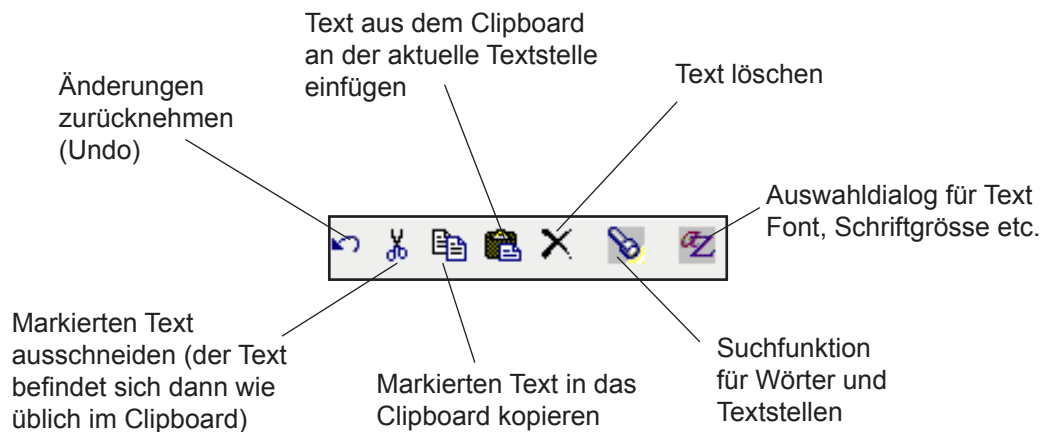 Text aus dem Clipboard
an der aktuelle Textstelle
einfügen
Text löschen
Änderungen
zurücknehmen
(Undo)
Auswahldialog für Text
Font, Schriftgrösse etc.
Markierten Text
ausschneiden (der Text
befindet sich dann wie
üblich im Clipboard)
Markierten Text in das
Clipboard kopieren
Suchfunktion
für Wörter und
Textstellen